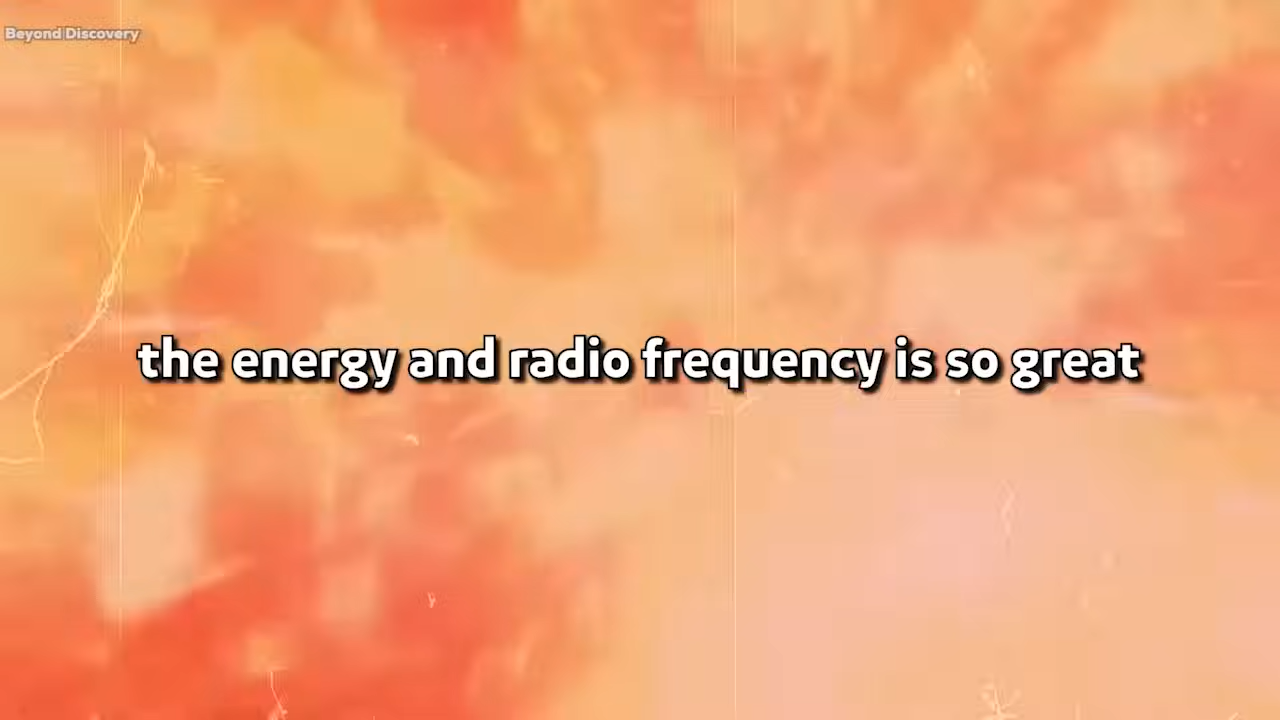 Beyond Discovery
the energy and radio frequency is so great